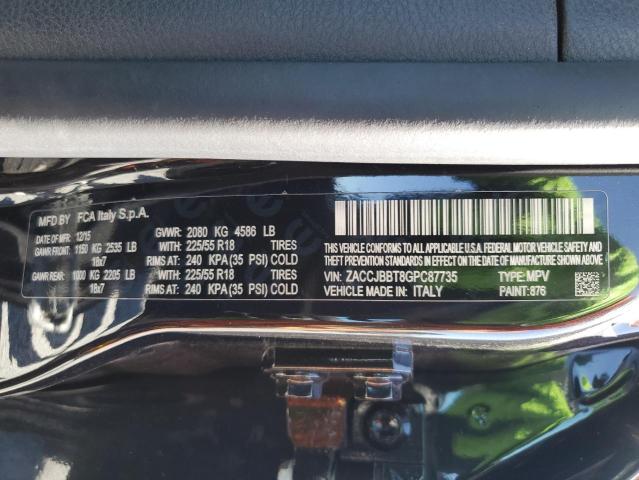 MFD BY FCA Italy S.p.A.
DATE OF MFR: 12/15 GVWR: 2080 KG 4586 LB
GAWR FRONT: 1150 KG 2535 LB WITH: 225/55 R18 TIRES
18x7 RIMS AT: 240 KPA (35 PSI) COLD
GAWR REAR: 1000 KG 2205 LB WITH: 225/55 R18 TIRES
18x7 RIMS AT: 240 KPA (35 PSI) COLD
THIS VEHICLE CONFORMS TO ALL APPLICABLE U.S.A. FEDERAL MOTOR VEHICLE SAFETY AND
THEFT PREVENTION STANDARDS IN EFFECT ON THE DATE OF MANUFACTURE SHOWN ABOVE.
VIN: ZACCJBBT8GPC87735 TYPE: MPV
VEHICLE MADE IN: ITALY PAINT: 876